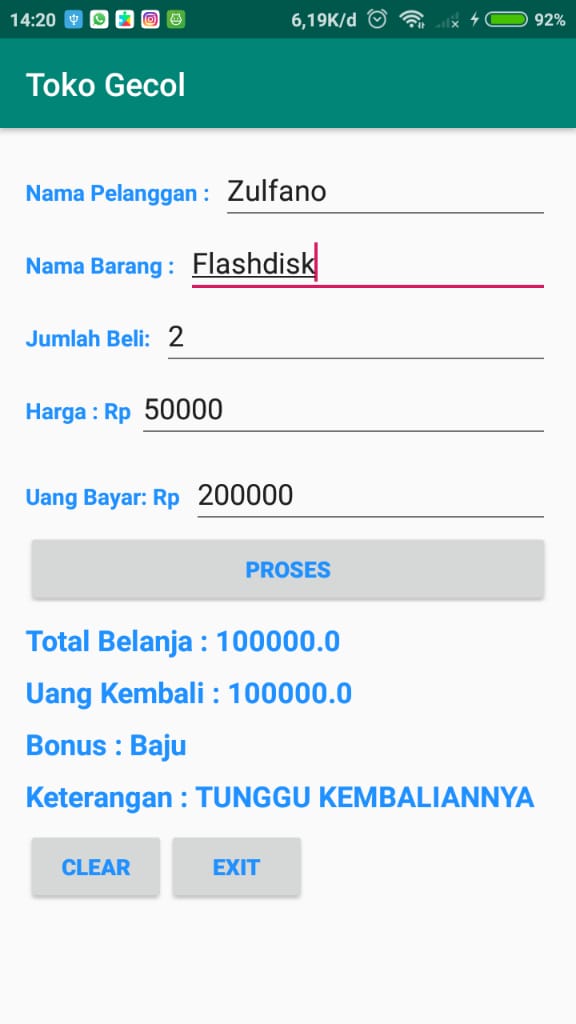 14:20 6,19K/d 92%
Toko Gecol
Nama Pelanggan : Zulfano
Nama Barang : Flashdisk
Jumlah Beli: 2
Harga : Rp 50000
Uang Bayar: Rp 200000
PROSES
Total Belanja : 100000.0
Uang Kembali : 100000.0
Bonus : Baju
Keterangan : TUNGGU KEMBALIANNYA
CLEAR EXIT